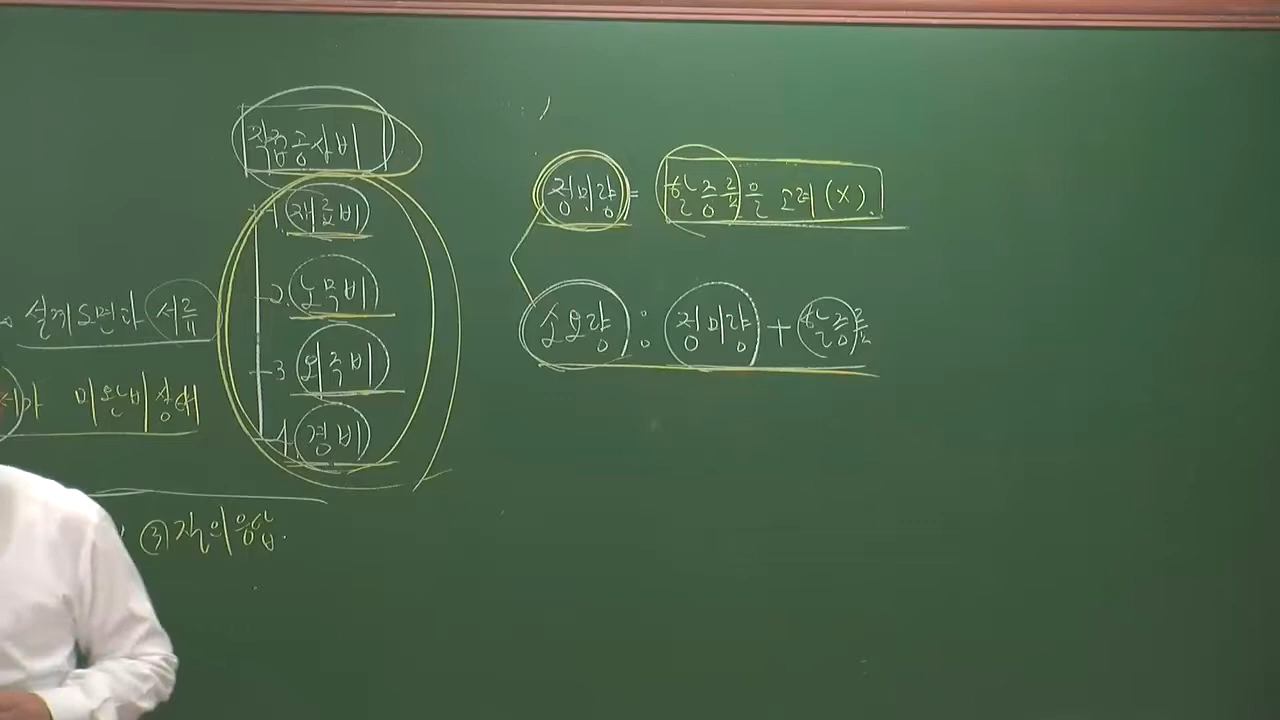 직접공사비
1. 재료비
2. 노무비
3 외주비
4. 경비
설계도면과 서류
가 미완비 상태
③ 질의응답.
정미량 = 할증률을 고려(X).
소요량 : 정미량 + 할증률